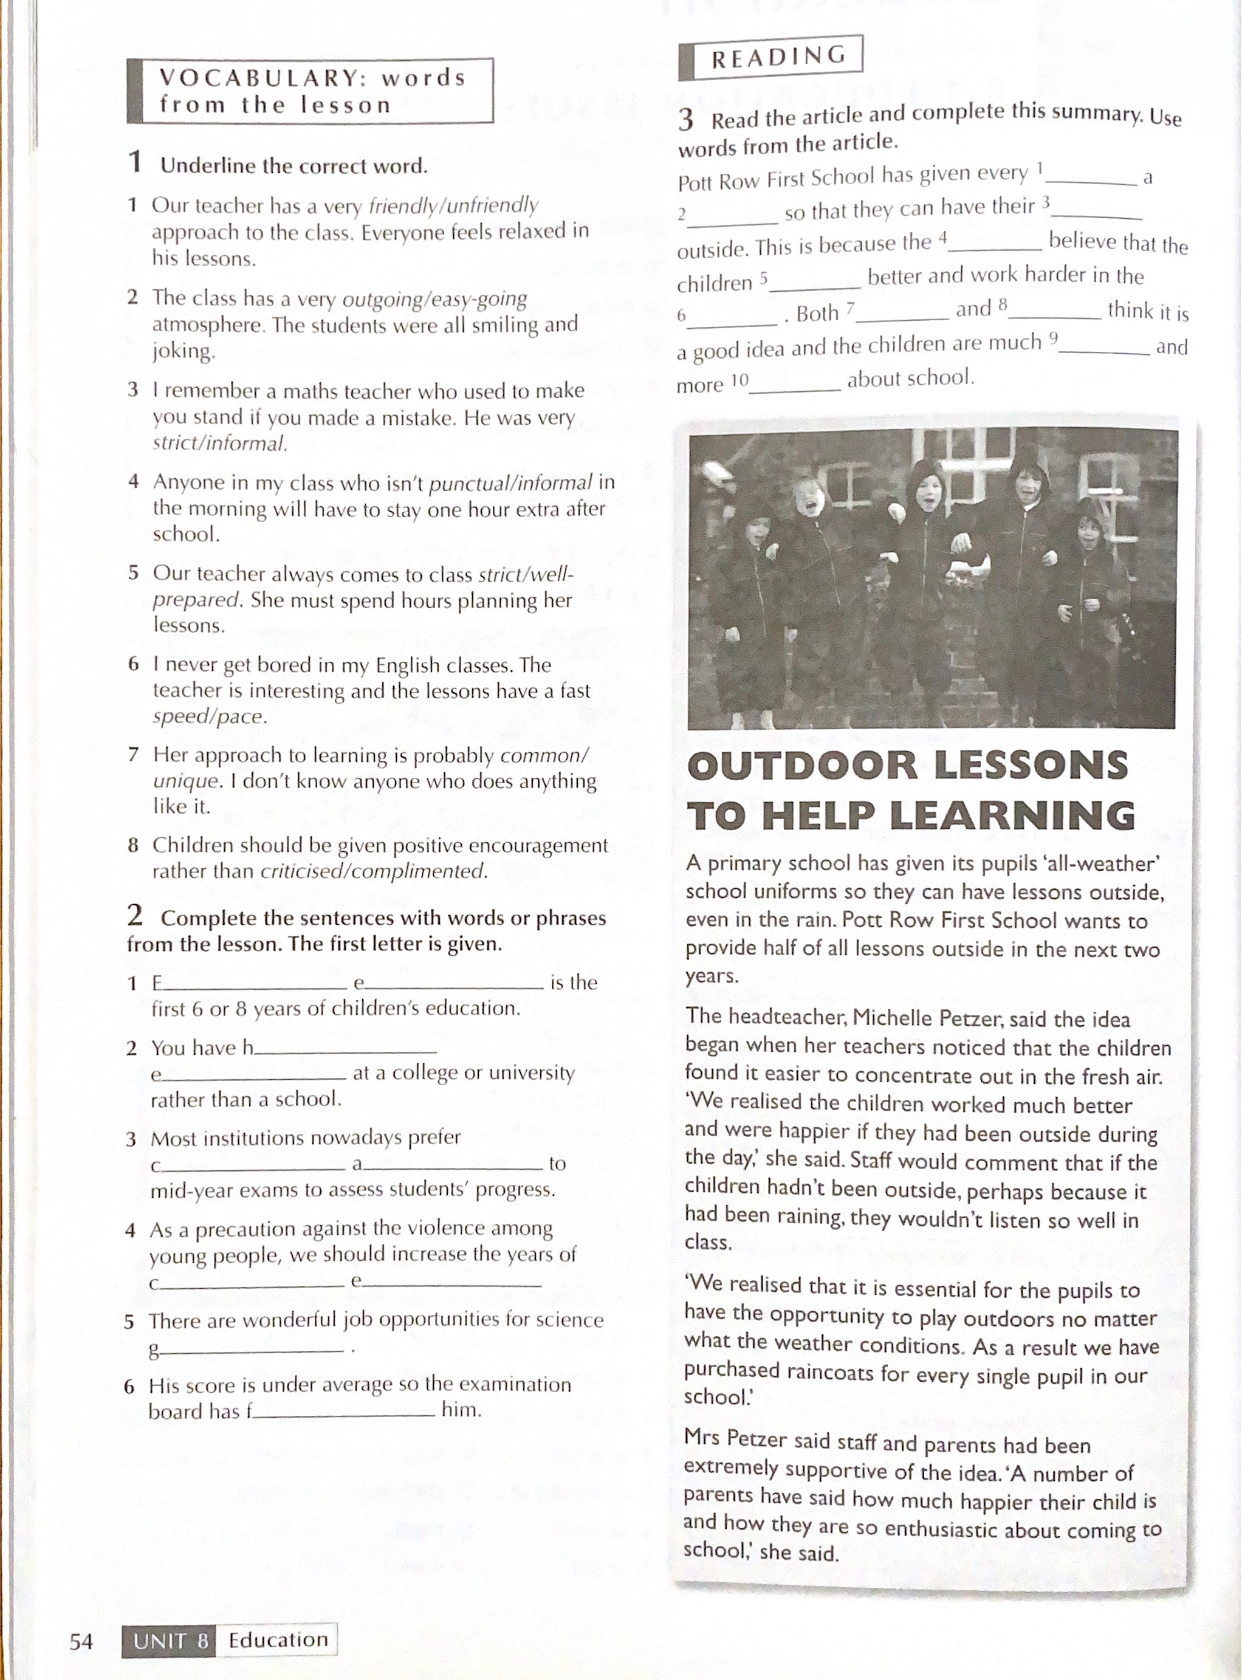 VOCABULARY: words
from the lesson
1 Underline the correct word.
1 Our teacher has a very friendly/unfriendly
approach to the class. Everyone feels relaxed in
his lessons.
2 The class has a very outgoing/easy-going
atmosphere. The students were all smiling and
joking.
3 I remember a maths teacher who used to make
you stand if you made a mistake. He was very
strict/informal.
4 Anyone in my class who isn't punctual/informal in
the morning will have to stay one hour extra after
school.
5 Our teacher always comes to class strict/well-
prepared. She must spend hours planning her
lessons.
6 I never get bored in my English classes. The
teacher is interesting and the lessons have a fast
speed/pace.
7 Her approach to learning is probably common/
unique. I don't know anyone who does anything
like it.
8 Children should be given positive encouragement
rather than criticised/complimented.
2 Complete the sentences with words or phrases
from the lesson. The first letter is given.
1 E__________ e__________ is the
first 6 or 8 years of children's education.
2 You have h__________
e__________ at a college or university
rather than a school.
3 Most institutions nowadays prefer
c__________ a__________ to
mid-year exams to assess students' progress.
4 As a precaution against the violence among
young people, we should increase the years of
c__________ e__________
5 There are wonderful job opportunities for science
g__________ .
6 His score is under average so the examination
board has f__________ him.
READING
3 Read the article and complete this summary. Use
words from the article.
Pott Row First School has given every 1________ a
2________ so that they can have their 3________
outside. This is because the 4________ believe that the
children 5________ better and work harder in the
6________ . Both 7________ and 8________ think it is
a good idea and the children are much 9________ and
more 10________ about school.
OUTDOOR LESSONS
TO HELP LEARNING
A primary school has given its pupils 'all-weather'
school uniforms so they can have lessons outside,
even in the rain. Pott Row First School wants to
provide half of all lessons outside in the next two
years.
The headteacher, Michelle Petzer, said the idea
began when her teachers noticed that the children
found it easier to concentrate out in the fresh air.
'We realised the children worked much better
and were happier if they had been outside during
the day,' she said. Staff would comment that if the
children hadn't been outside, perhaps because it
had been raining, they wouldn't listen so well in
class.
'We realised that it is essential for the pupils to
have the opportunity to play outdoors no matter
what the weather conditions. As a result we have
purchased raincoats for every single pupil in our
school.'
Mrs Petzer said staff and parents had been
extremely supportive of the idea. 'A number of
parents have said how much happier their child is
and how they are so enthusiastic about coming to
school,' she said.
54 UNIT 8 Education